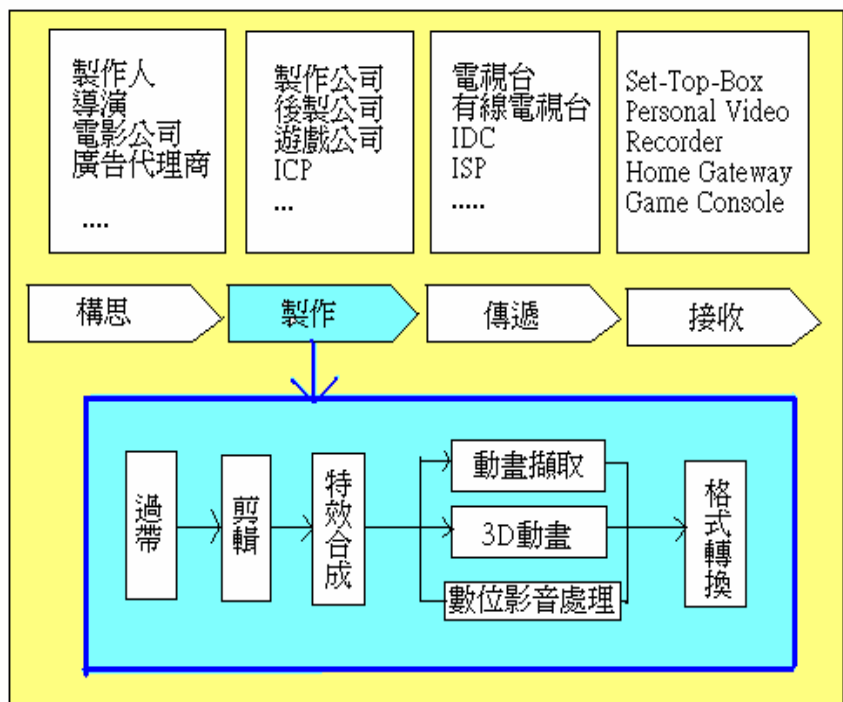 製作人
導演
電影公司
廣告代理商
....
製作公司
後製公司
遊戲公司
ICP
...
電視台
有線電視台
IDC
ISP
.....
Set-Top-Box
Personal Video
Recorder
Home Gateway
Game Console
構思
製作
傳遞
接收
過帶
剪輯
特效合成
動畫擷取
3D動畫
數位影音處理
格式轉換